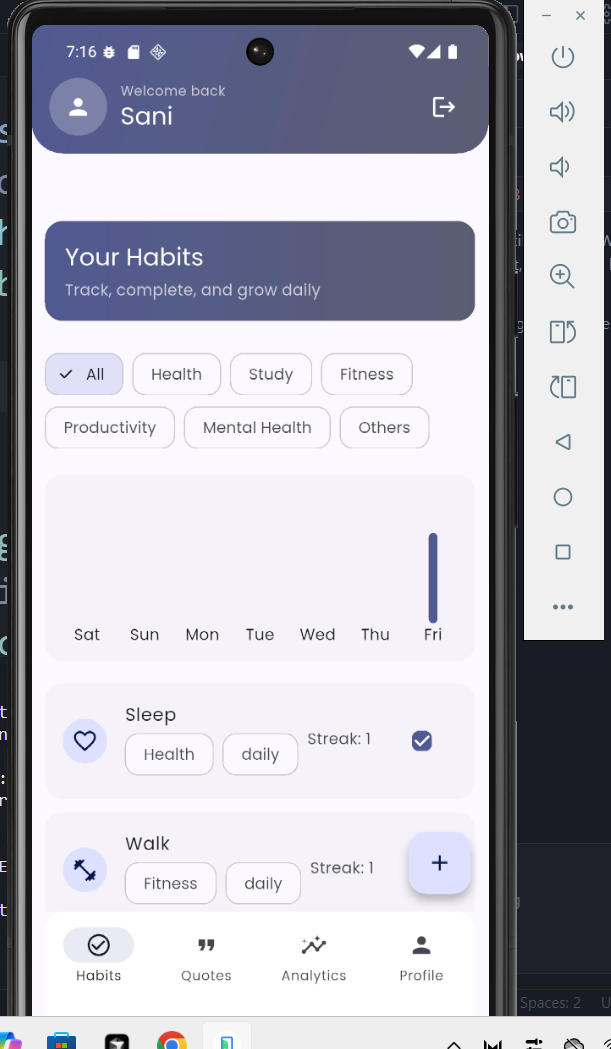 7:16
Welcome back
Sani
Your Habits
Track, complete, and grow daily
All Health Study Fitness
Productivity Mental Health Others
Sat Sun Mon Tue Wed Thu Fri
Sleep
Health daily Streak: 1
Walk
Fitness daily Streak: 1
Habits Quotes Analytics Profile
Spaces: 2